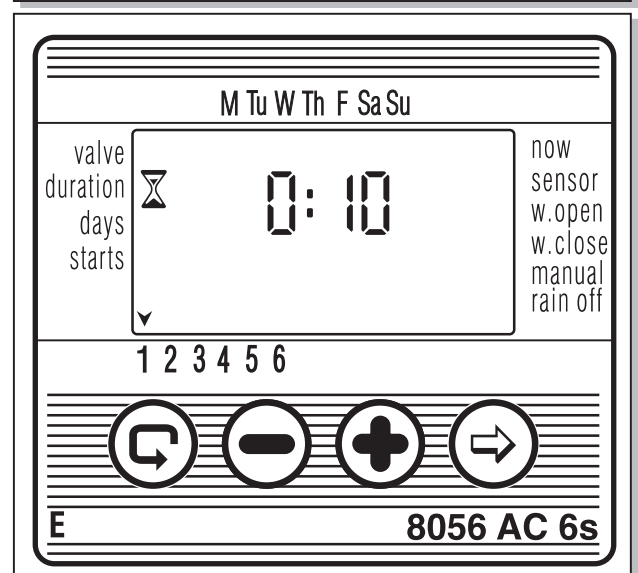 M Tu W Th F Sa Su
valve
duration
days
starts
0:10
now
sensor
w.open
w.close
manual
rain off
1 2 3 4 5 6
E
8056 AC 6s